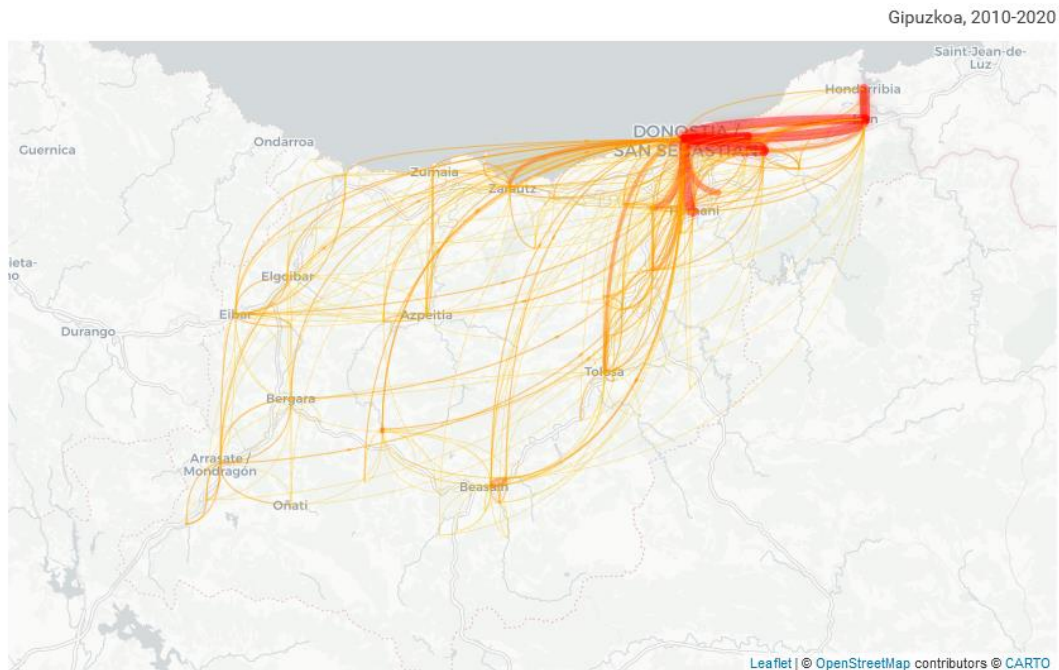 Gipuzkoa, 2010-2020
Saint-Jean-de-
Luz
Hondarribia
DONOSTIA /
SAN SEBASTIÁN
Ondarroa
Guernica
Zumaia
Zarautz
Elgoibar
Eibar
Azpeitia
Durango
Tolosa
Bergara
Arrasate /
Mondragón
Beasain
Oñati
Leaflet | © OpenStreetMap contributors © CARTO